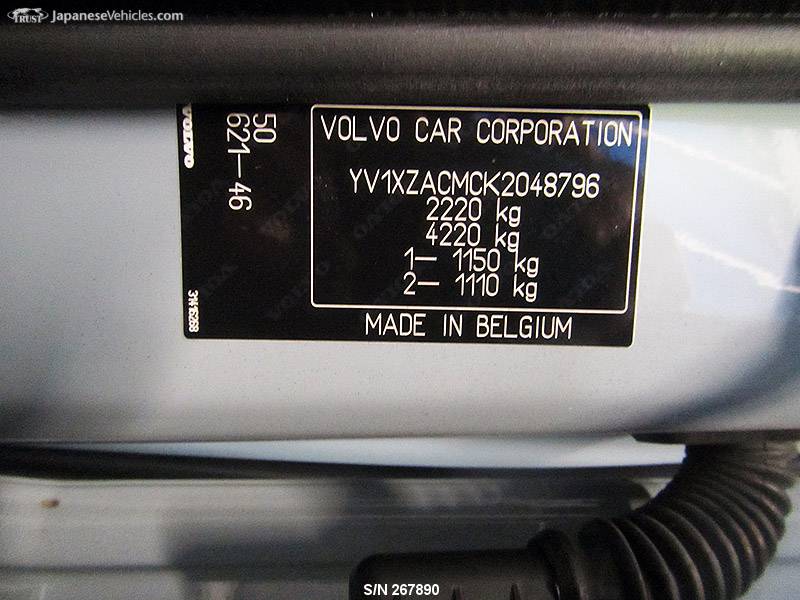 TRUST JapaneseVehicles.com
VOLVO
50
621-46
31416268
VOLVO CAR CORPORATION
YV1XZACMCK2048796
2220 kg
4220 kg
1- 1150 kg
2- 1110 kg
MADE IN BELGIUM
S/N 267890